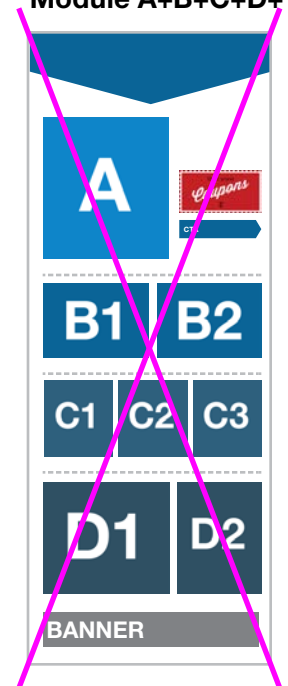 Module A+B+C+D+
A
Coupons
B1 B2
C1 C2 C3
D1 D2
BANNER